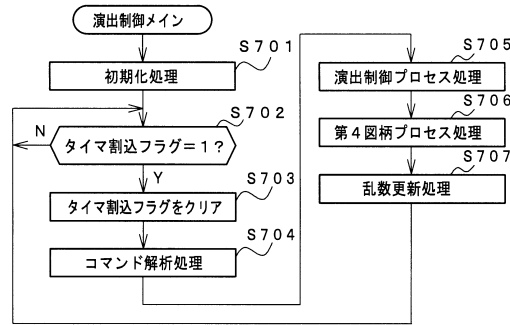 演出制御メイン
S701
初期化処理
S702
N
タイマ割込フラグ=1?
Y
S703
タイマ割込フラグをクリア
S704
コマンド解析処理
S705
演出制御プロセス処理
S706
第4図柄プロセス処理
S707
乱数更新処理